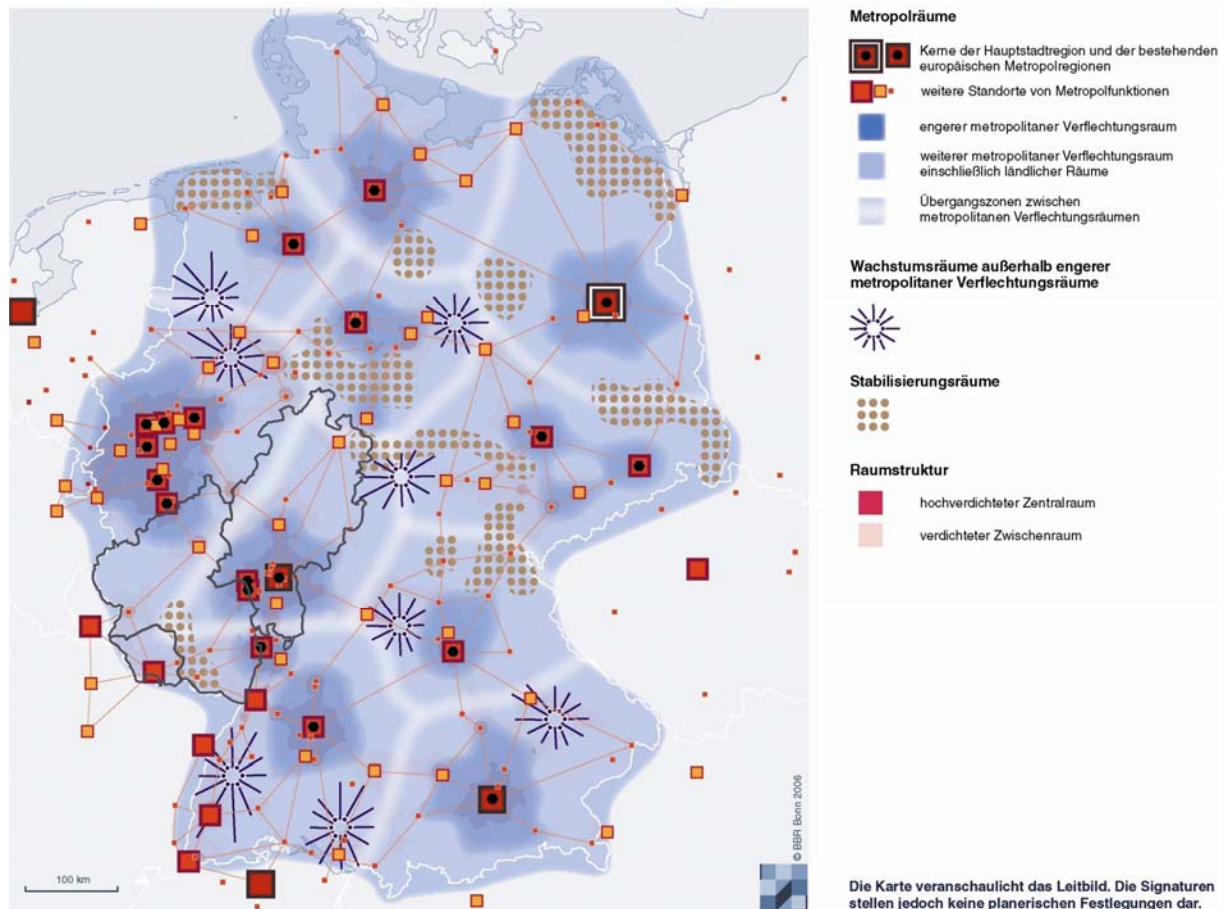 Metropolräume
Kerne der Hauptstadtregion und der bestehenden
europäischen Metropolregionen
weitere Standorte von Metropolfunktionen
engerer metropolitaner Verflechtungsraum
weiterer metropolitaner Verflechtungsraum
einschließlich ländlicher Räume
Übergangszonen zwischen
metropolitanen Verflechtungsräumen
Wachstumsräume außerhalb engerer
metropolitaner Verflechtungsräume
Stabilisierungsräume
Raumstruktur
hochverdichteter Zentralraum
verdichteter Zwischenraum
© BBR Bonn 2006
100 km
Die Karte veranschaulicht das Leitbild. Die Signaturen
stellen jedoch keine planerischen Festlegungen dar.